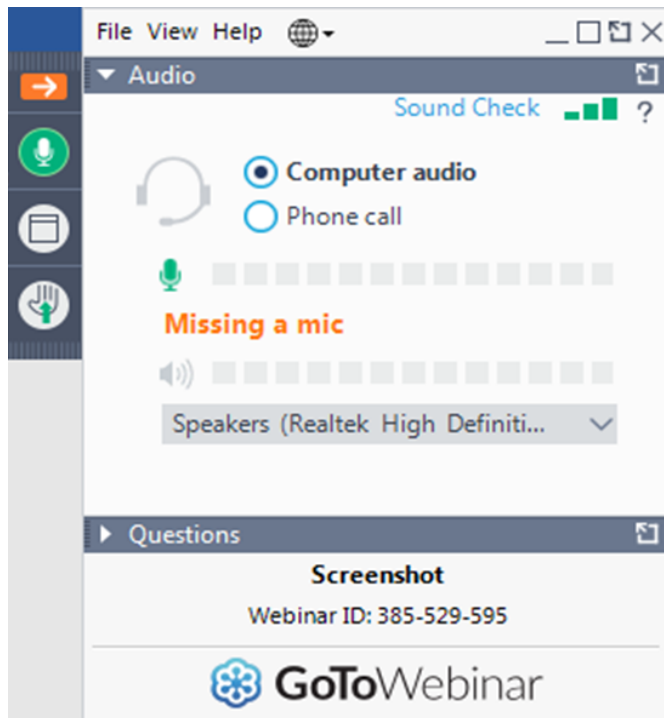 File View Help
Audio
Sound Check ?
Computer audio
Phone call
Missing a mic
Speakers (Realtek High Definiti...
Questions
Screenshot
Webinar ID: 385-529-595
GoToWebinar